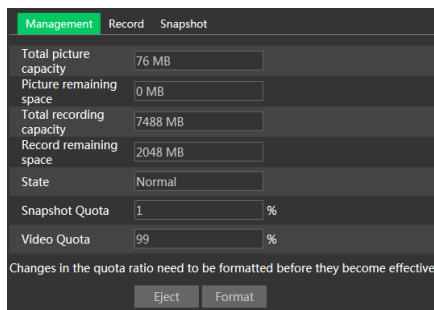 Management Record Snapshot
Total picture
capacity
76 MB
Picture remaining
space
0 MB
Total recording
capacity
7488 MB
Record remaining
space
2048 MB
State Normal
Snapshot Quota 1 %
Video Quota 99 %
Changes in the quota ratio need to be formatted before they become effective
Eject Format